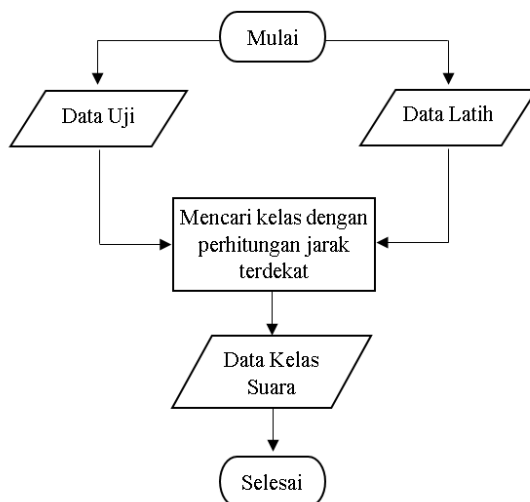 Mulai
Data Uji
Data Latih
Mencari kelas dengan
perhitungan jarak
terdekat
Data Kelas
Suara
Selesai